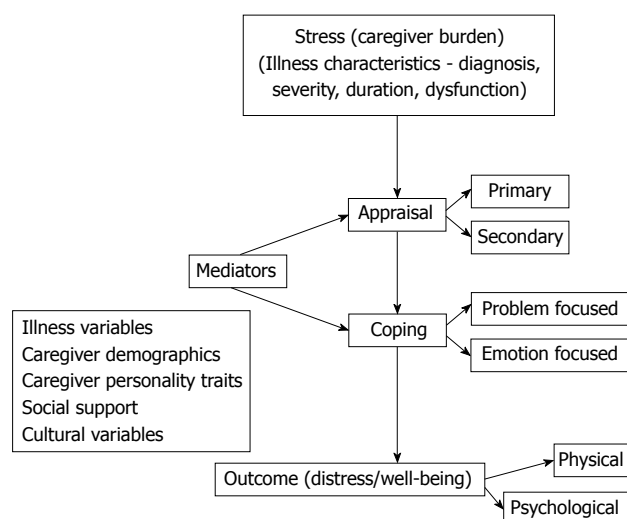 Stress (caregiver burden)
(Illness characteristics - diagnosis,
severity, duration, dysfunction)
Primary
Appraisal
Secondary
Mediators
Problem focused
Coping
Emotion focused
Illness variables
Caregiver demographics
Caregiver personality traits
Social support
Cultural variables
Physical
Outcome (distress/well-being)
Psychological